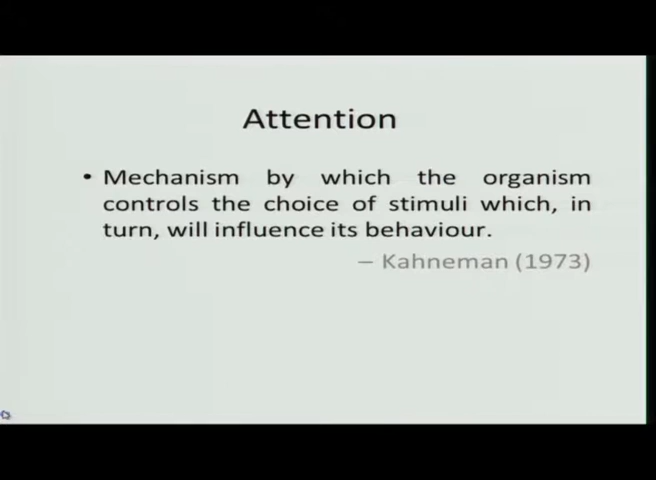 Attention
• Mechanism by which the organism
controls the choice of stimuli which, in
turn, will influence its behaviour.
– Kahneman (1973)